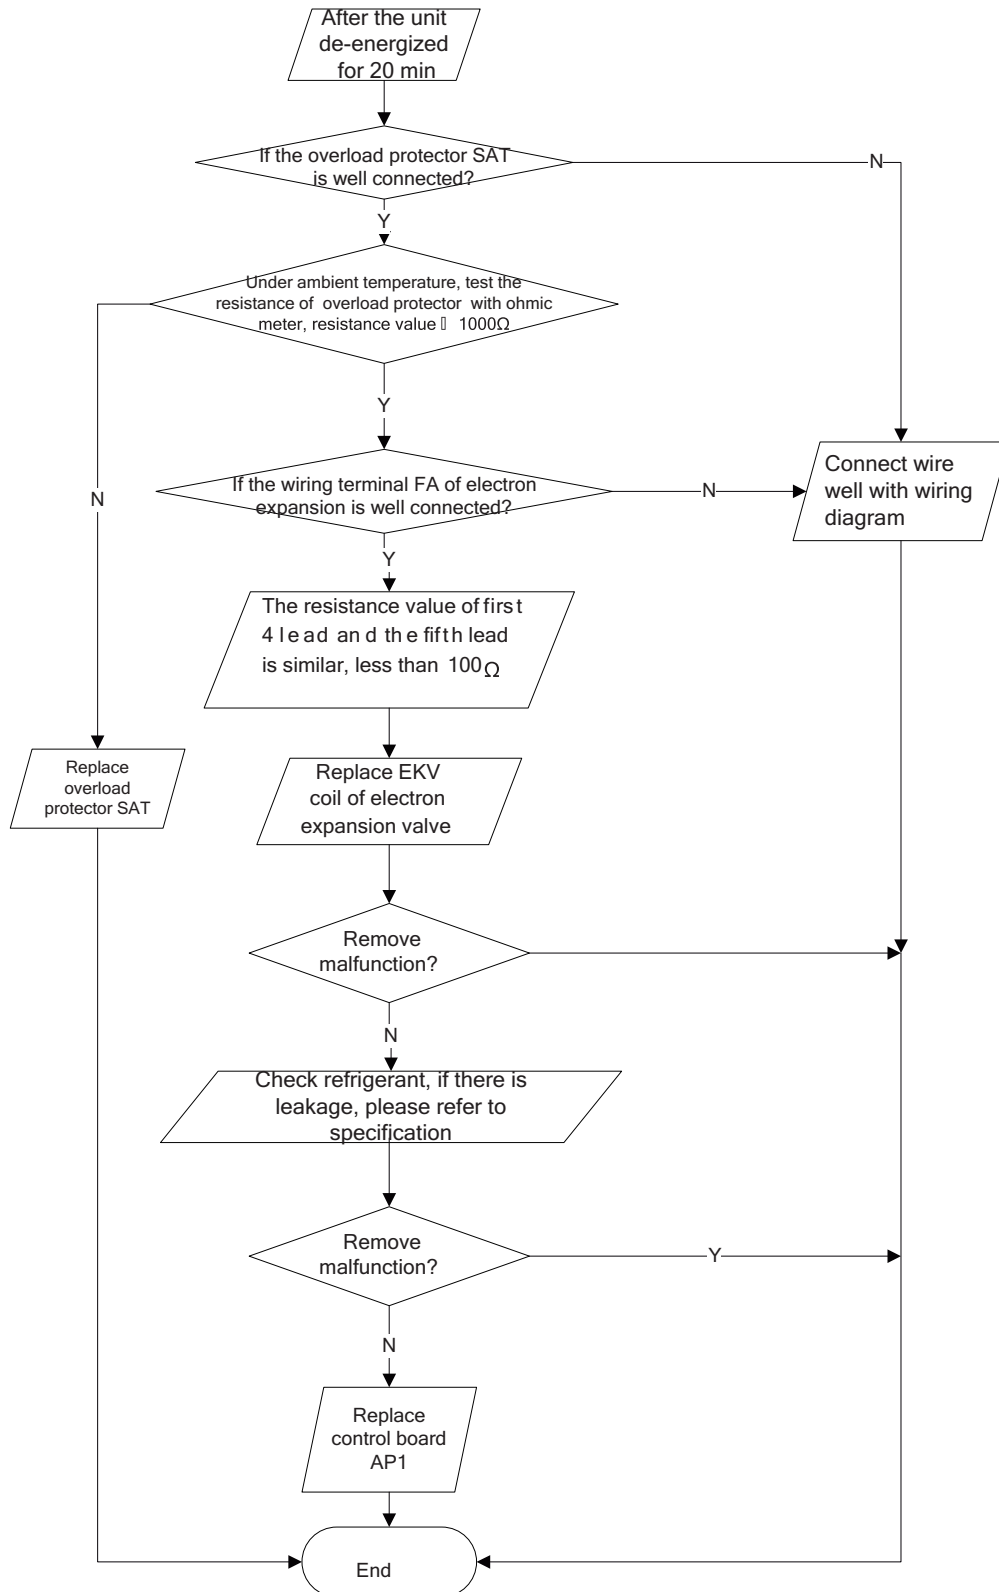 After the unit
de-energized
for 20 min
If the overload protector SAT
is well connected?
N
Y
Under ambient temperature, test the
resistance of overload protector with ohmic
meter, resistance value 1000Ω
Y
N
If the wiring terminal FA of electron
expansion is well connected?
N
Connect wire
well with wiring
diagram
Y
The resistance value of first
4 lead and the fifth lead
is similar, less than 100Ω
Replace
overload
protector SAT
Replace EKV
coil of electron
expansion valve
Remove
malfunction?
N
Check refrigerant, if there is
leakage, please refer to
specification
Remove
malfunction?
Y
N
Replace
control board
AP1
End